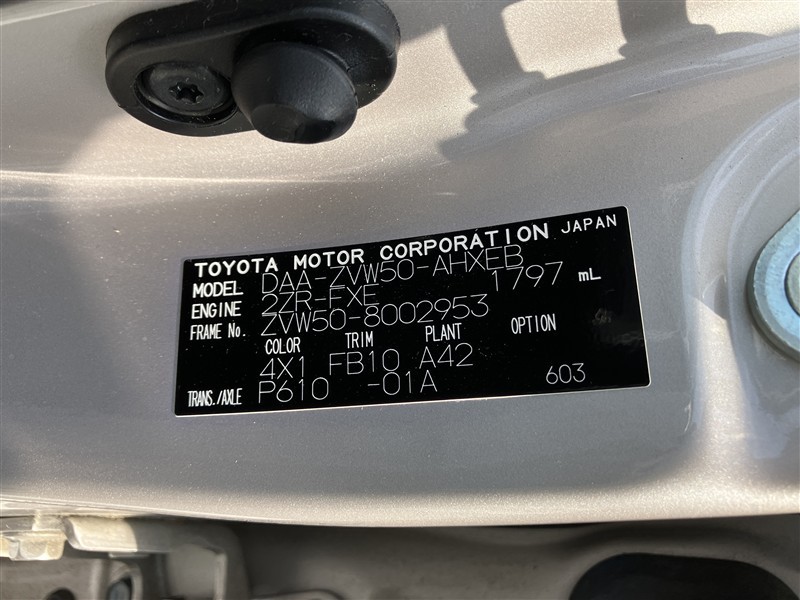 TOYOTA MOTOR CORPORATION JAPAN
MODEL DAA-ZVW50-AHXEB
ENGINE 2ZR-FXE 1797 mL
FRAME No. ZVW50-8002953
COLOR TRIM PLANT OPTION
4X1 FB10 A42
TRANS./AXLE P610 -01A 603